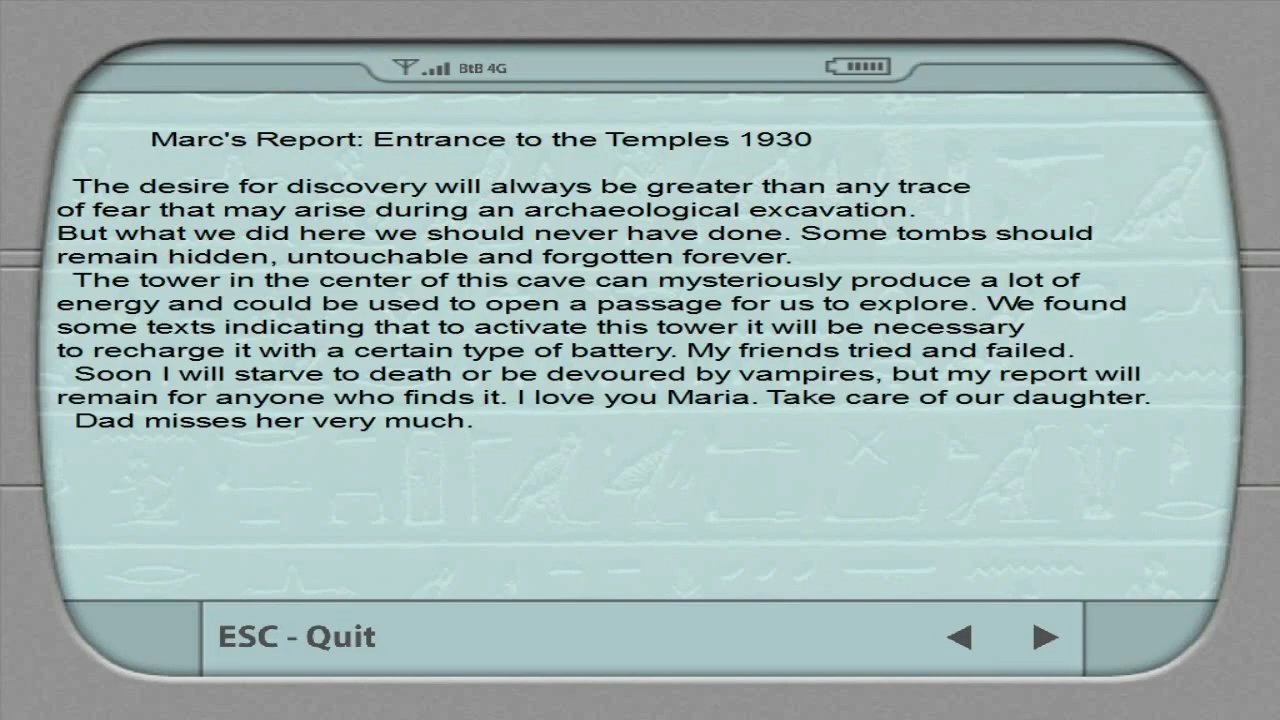 BtB 4G
Marc's Report: Entrance to the Temples 1930
The desire for discovery will always be greater than any trace
of fear that may arise during an archaeological excavation.
But what we did here we should never have done. Some tombs should
remain hidden, untouchable and forgotten forever.
The tower in the center of this cave can mysteriously produce a lot of
energy and could be used to open a passage for us to explore. We found
some texts indicating that to activate this tower it will be necessary
to recharge it with a certain type of battery. My friends tried and failed.
Soon I will starve to death or be devoured by vampires, but my report will
remain for anyone who finds it. I love you Maria. Take care of our daughter.
Dad misses her very much.
ESC - Quit